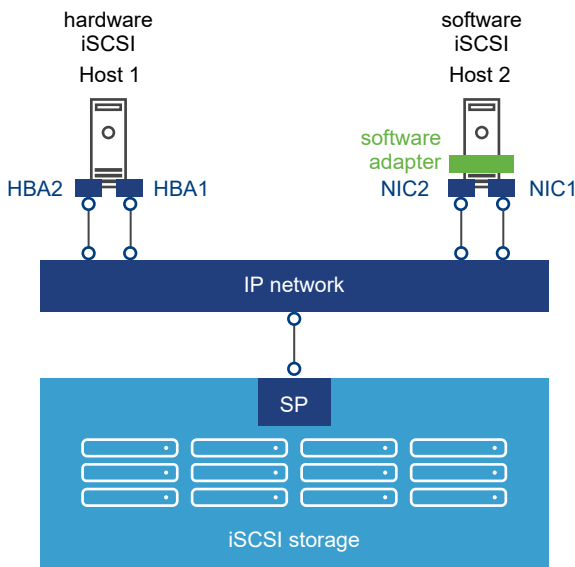 hardware
iSCSI
Host 1
software
iSCSI
Host 2
software
adapter
HBA2
HBA1
NIC2
NIC1
IP network
SP
iSCSI storage